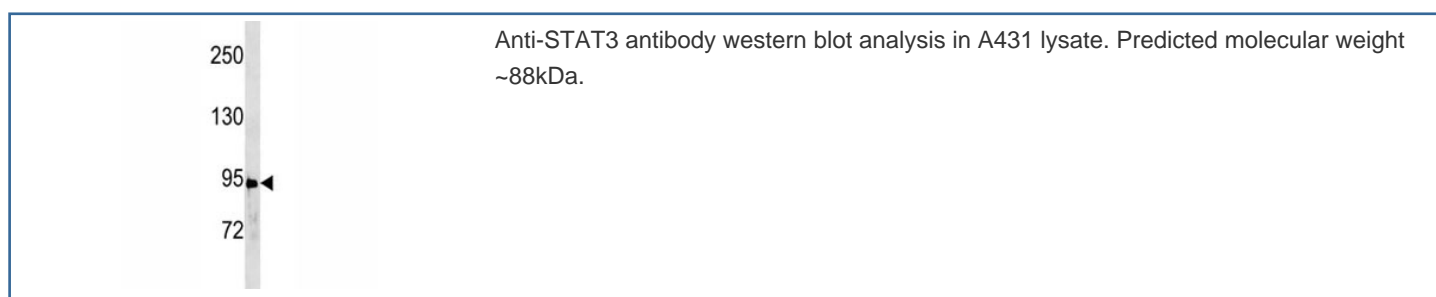 250
130
95
72
Anti-STAT3 antibody western blot analysis in A431 lysate. Predicted molecular weight
~88kDa.